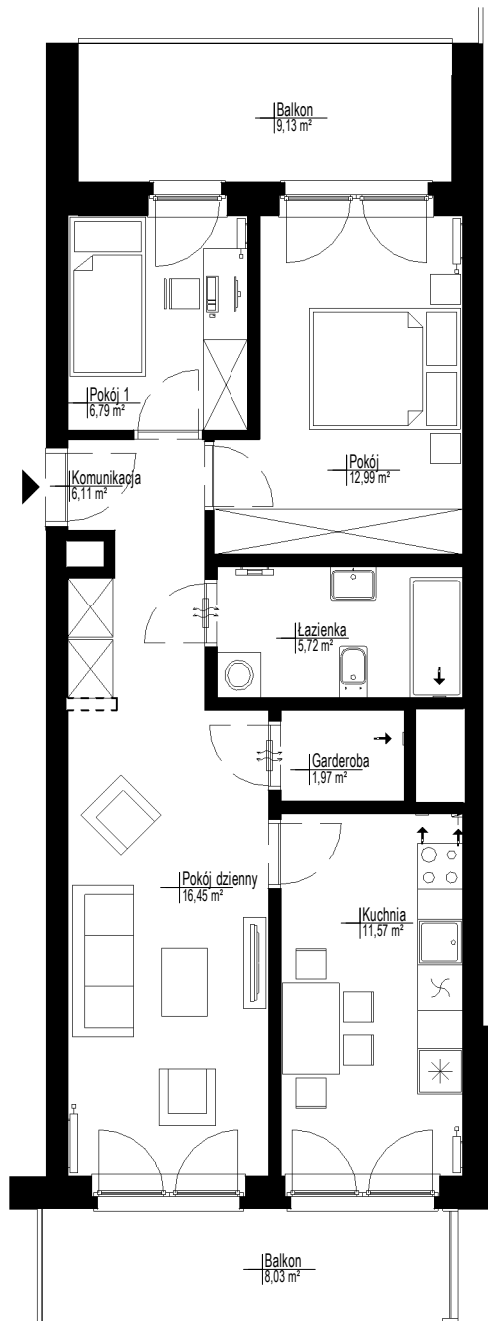 Balkon
9,13 m²
Pokój 1
6,79 m²
Pokój
12,99 m²
Komunikacja
6,11 m²
Łazienka
5,72 m²
Garderoba
1,97 m²
Pokój dzienny
16,45 m²
Kuchnia
11,57 m²
Balkon
8,03 m²